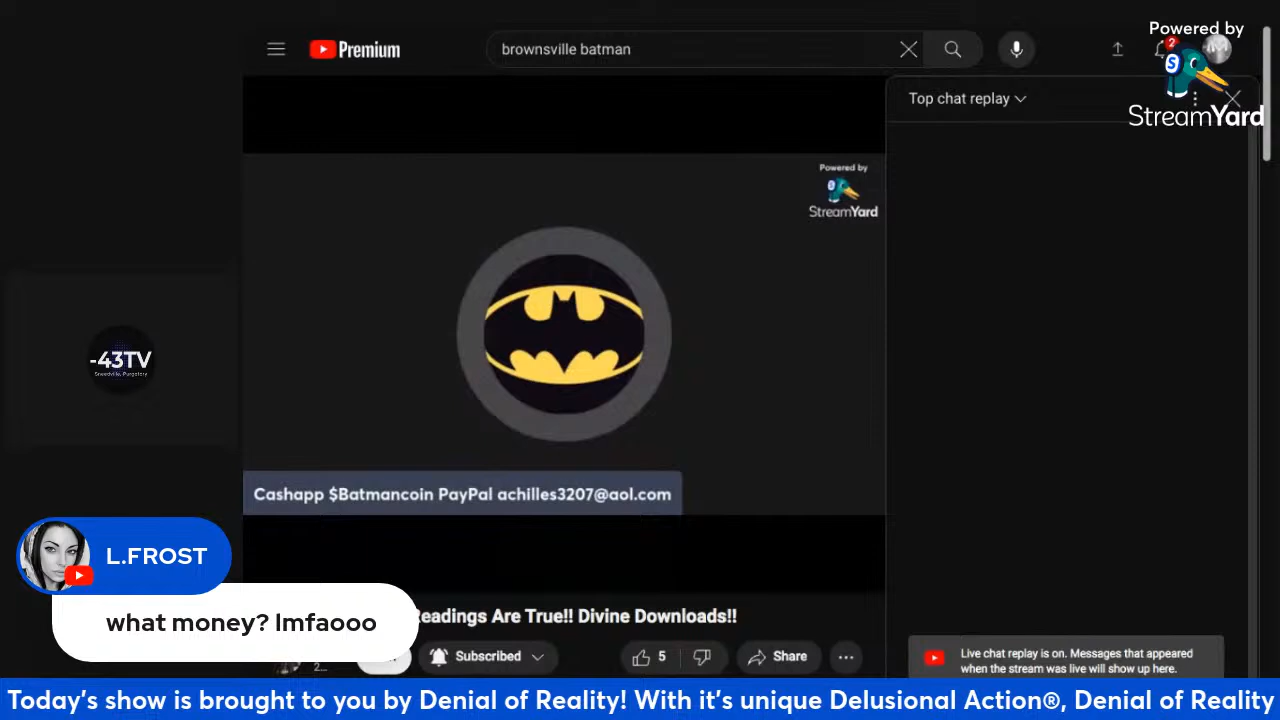 Powered by
StreamYard
Premium
brownsville batman
2
Top chat replay
Powered by
StreamYard
-43TV
Cashapp $Batmancoin PayPal achilles3207@aol.com
L.FROST
what money? lmfaooo
Readings Are True!! Divine Downloads!!
2...
Subscribed
5
Share
Live chat replay is on. Messages that appeared
when the stream was live will show up here.
Today's show is brought to you by Denial of Reality! With it's unique Delusional Action®, Denial of Reality